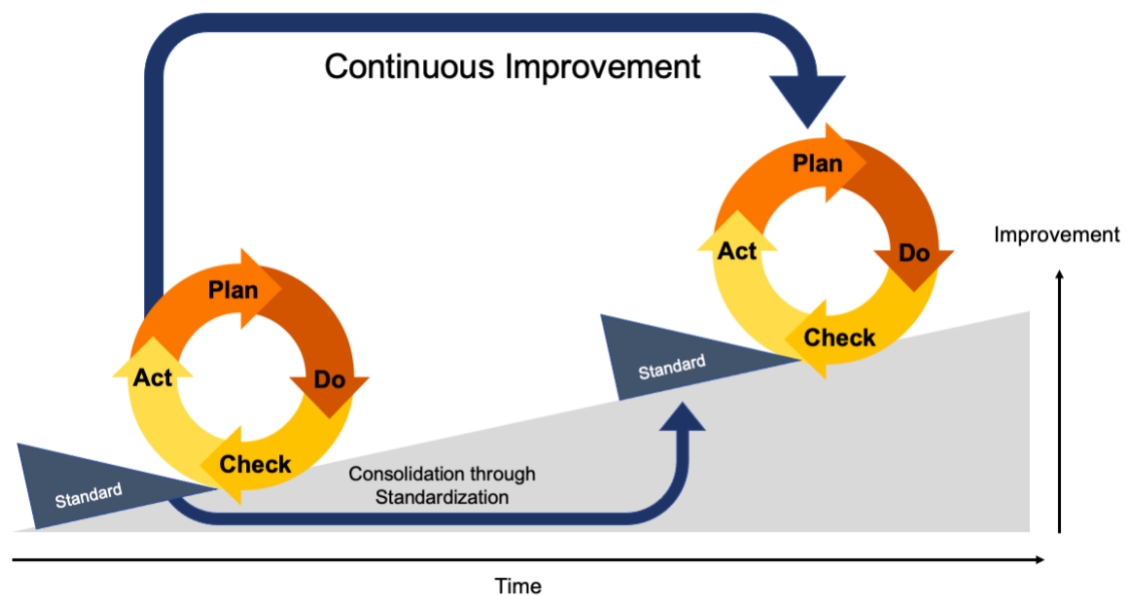 Continuous Improvement
Plan
Do
Check
Act
Improvement
Plan
Do
Check
Act
Standard
Standard
Consolidation through
Standardization
Time